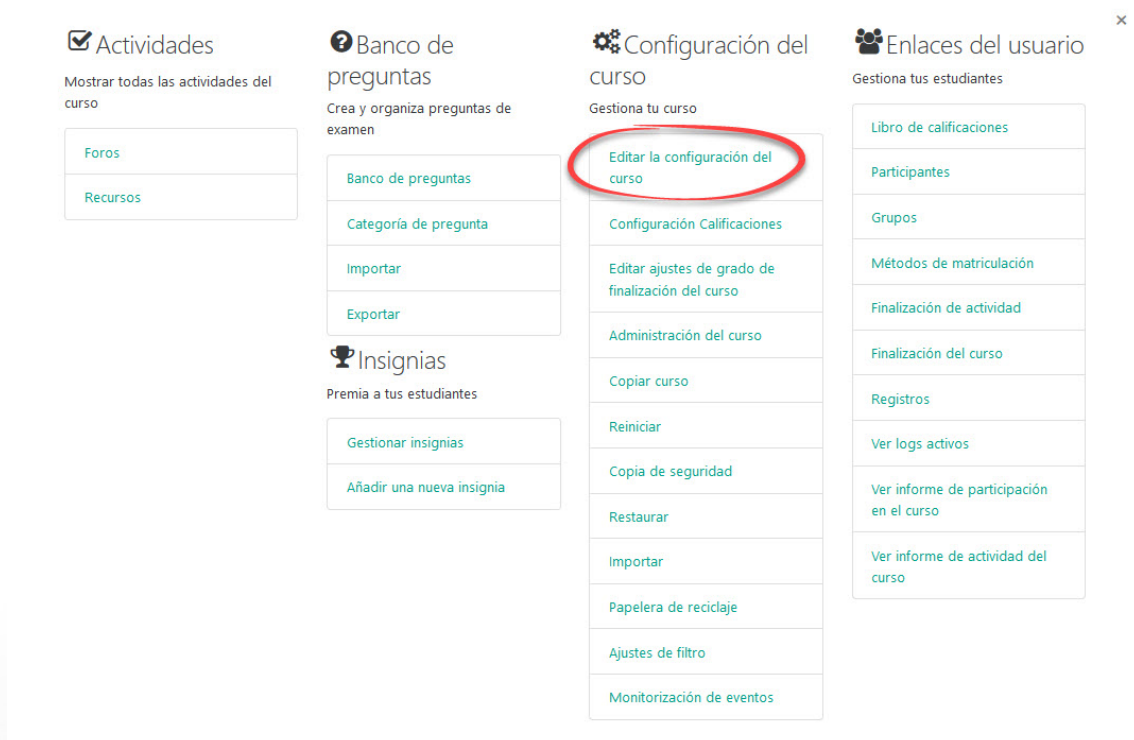 Actividades
Mostrar todas las actividades del
curso
Foros
Recursos
Banco de
preguntas
Crea y organiza preguntas de
examen
Banco de preguntas
Categoría de pregunta
Importar
Exportar
Insignias
Premia a tus estudiantes
Gestionar insignias
Añadir una nueva insignia
Configuración del
curso
Gestiona tu curso
Editar la configuración del
curso
Configuración Calificaciones
Editar ajustes de grado de
finalización del curso
Administración del curso
Copiar curso
Reiniciar
Copia de seguridad
Restaurar
Importar
Papelera de reciclaje
Ajustes de filtro
Monitorización de eventos
Enlaces del usuario
Gestiona tus estudiantes
Libro de calificaciones
Participantes
Grupos
Métodos de matriculación
Finalización de actividad
Finalización del curso
Registros
Ver logs activos
Ver informe de participación
en el curso
Ver informe de actividad del
curso